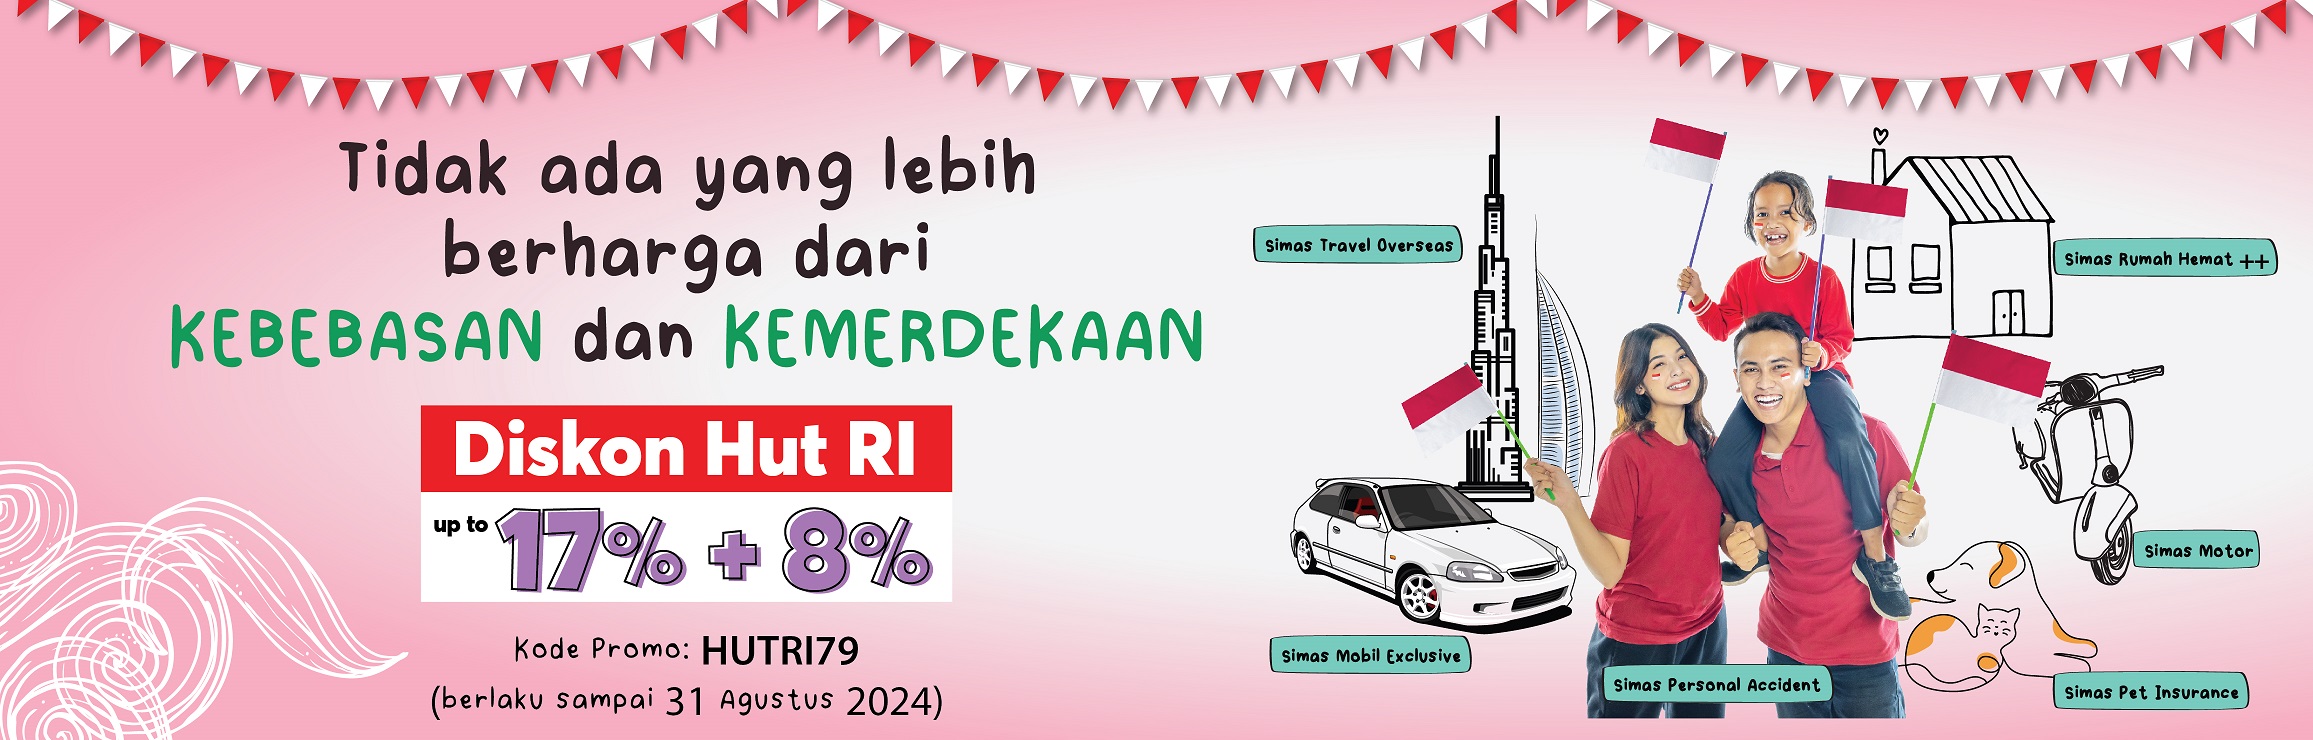 Tidak ada yang lebih
berharga dari
KEBEBASAN dan KEMERDEKAAN
Diskon Hut RI
up to 17% + 8%
Kode Promo: HUTRI79
(berlaku sampai 31 Agustus 2024)
Simas Travel Overseas
Simas Rumah Hemat ++
Simas Motor
Simas Mobil Exclusive
Simas Personal Accident
Simas Pet Insurance